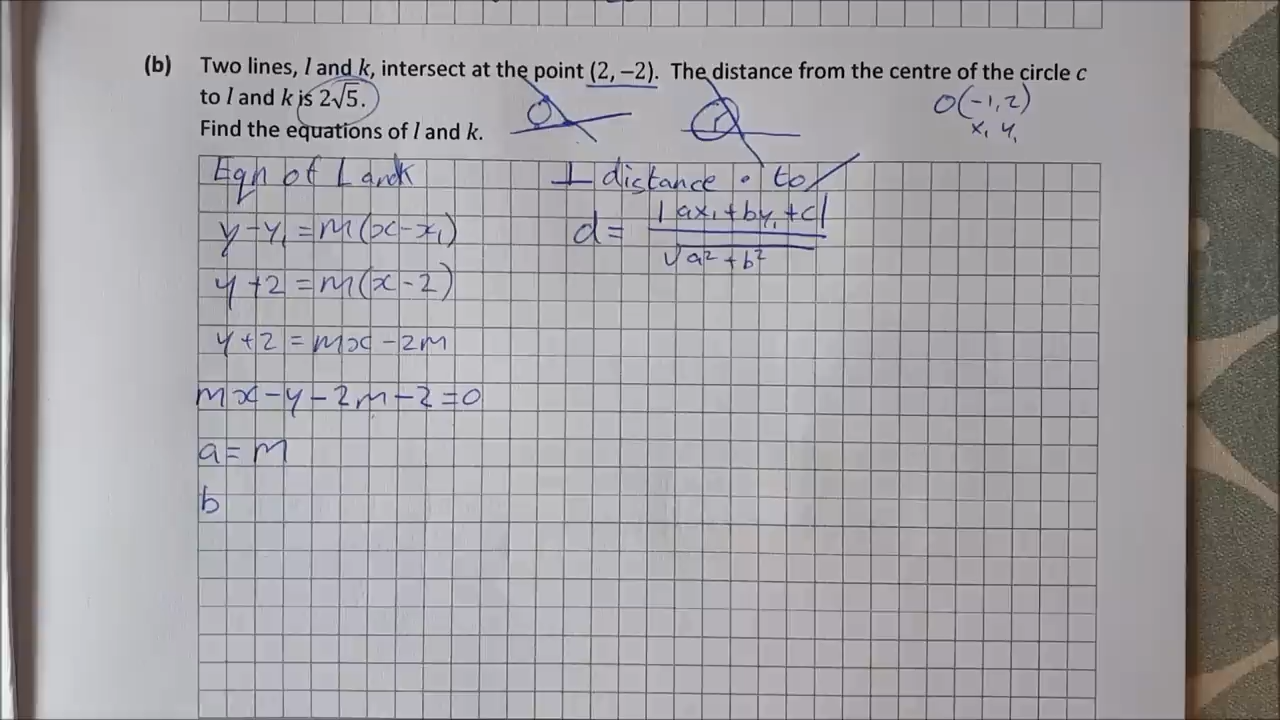 (b) Two lines, l and k, intersect at the point (2, −2). The distance from the centre of the circle c
to l and k is 2√5.
O(-1,2)
x₁ y₁
Find the equations of l and k.
Eqn of L and k
y-y₁=m(x-x₁)
y+2=m(x-2)
y+2=mx-2m
mx-y-2m-2=0
a=m
b
⊥ distance • to /
d= |ax₁+by₁+c|
√a²+b²